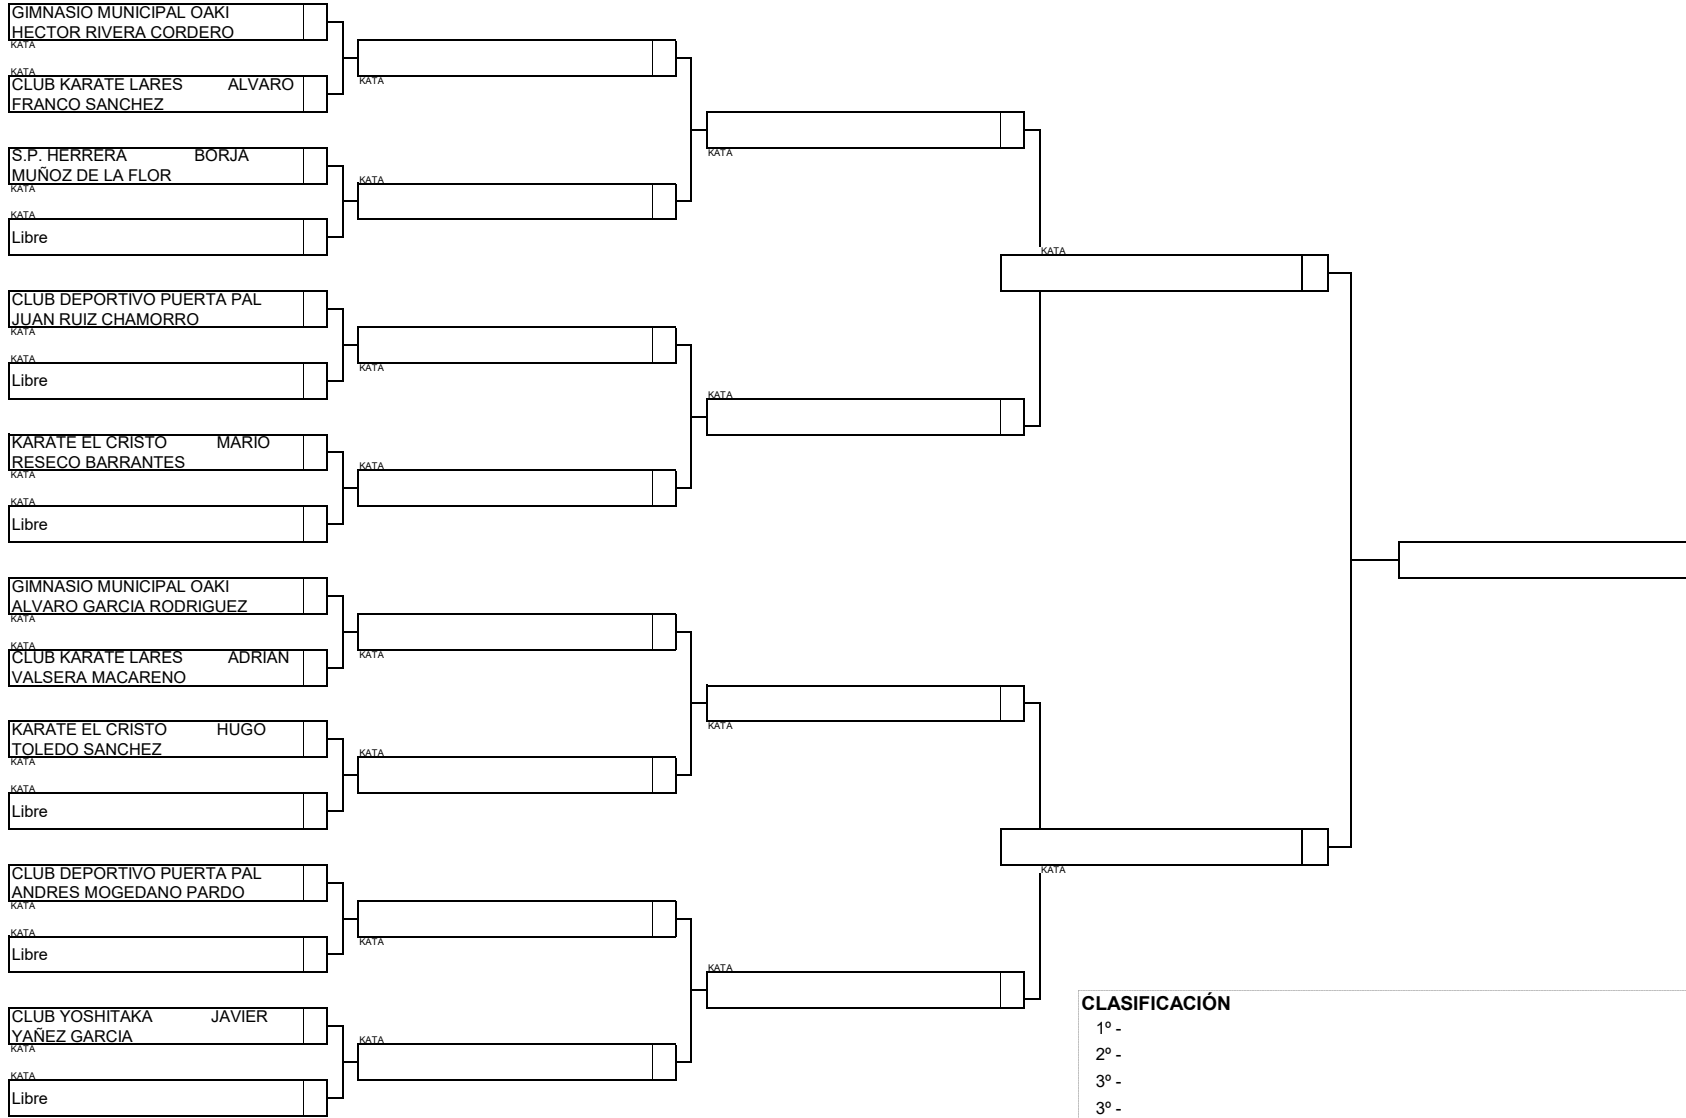 GIMNASIO MUNICIPAL OAKI
HECTOR RIVERA CORDERO
KATA
KATA
CLUB KARATE LARES ALVARO
FRANCO SANCHEZ
S.P. HERRERA BORJA
MUÑOZ DE LA FLOR
KATA
KATA
Libre
CLUB DEPORTIVO PUERTA PAL
JUAN RUIZ CHAMORRO
KATA
KATA
Libre
KARATE EL CRISTO MARIO
RESECO BARRANTES
KATA
KATA
Libre
GIMNASIO MUNICIPAL OAKI
ALVARO GARCIA RODRIGUEZ
KATA
KATA
CLUB KARATE LARES ADRIAN
VALSERA MACARENO
KARATE EL CRISTO HUGO
TOLEDO SANCHEZ
KATA
KATA
Libre
CLUB DEPORTIVO PUERTA PAL
ANDRES MOGEDANO PARDO
KATA
KATA
Libre
CLUB YOSHITAKA JAVIER
YAÑEZ GARCIA
KATA
KATA
Libre
KATA
KATA
KATA
KATA
KATA
KATA
KATA
KATA
KATA
KATA
KATA
KATA
KATA
KATA
CLASIFICACIÓN
1º -
2º -
3º -
3º -